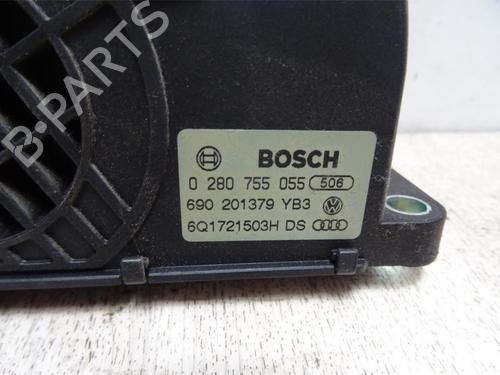 B-PARTS
BOSCH
0 280 755 055 506
690 201379 YB3
6Q1721503H DS